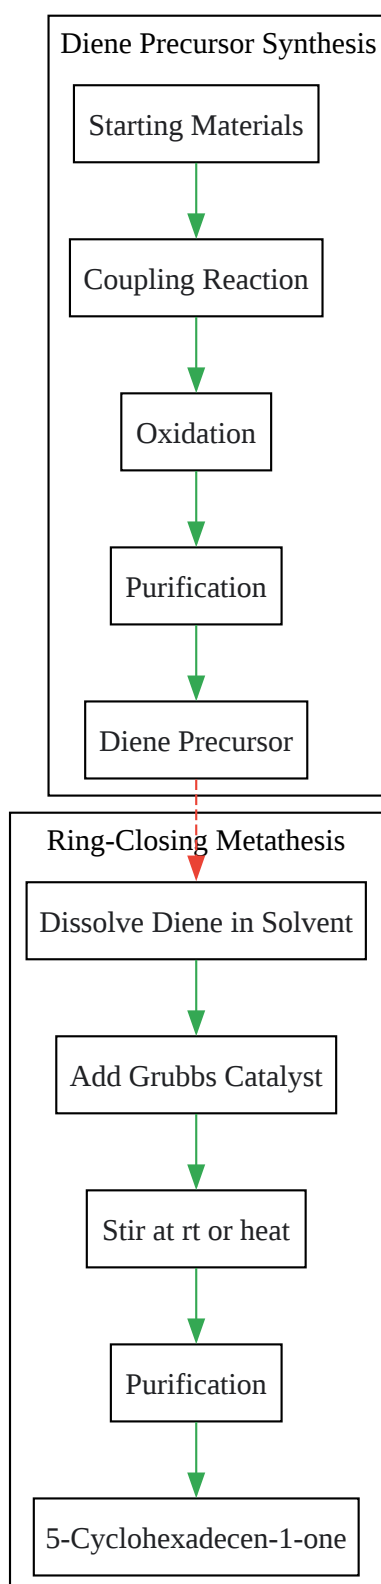 Diene Precursor Synthesis
Starting Materials
Coupling Reaction
Oxidation
Purification
Diene Precursor
Ring-Closing Metathesis
Dissolve Diene in Solvent
Add Grubbs Catalyst
Stir at rt or heat
Purification
5-Cyclohexadecen-1-one